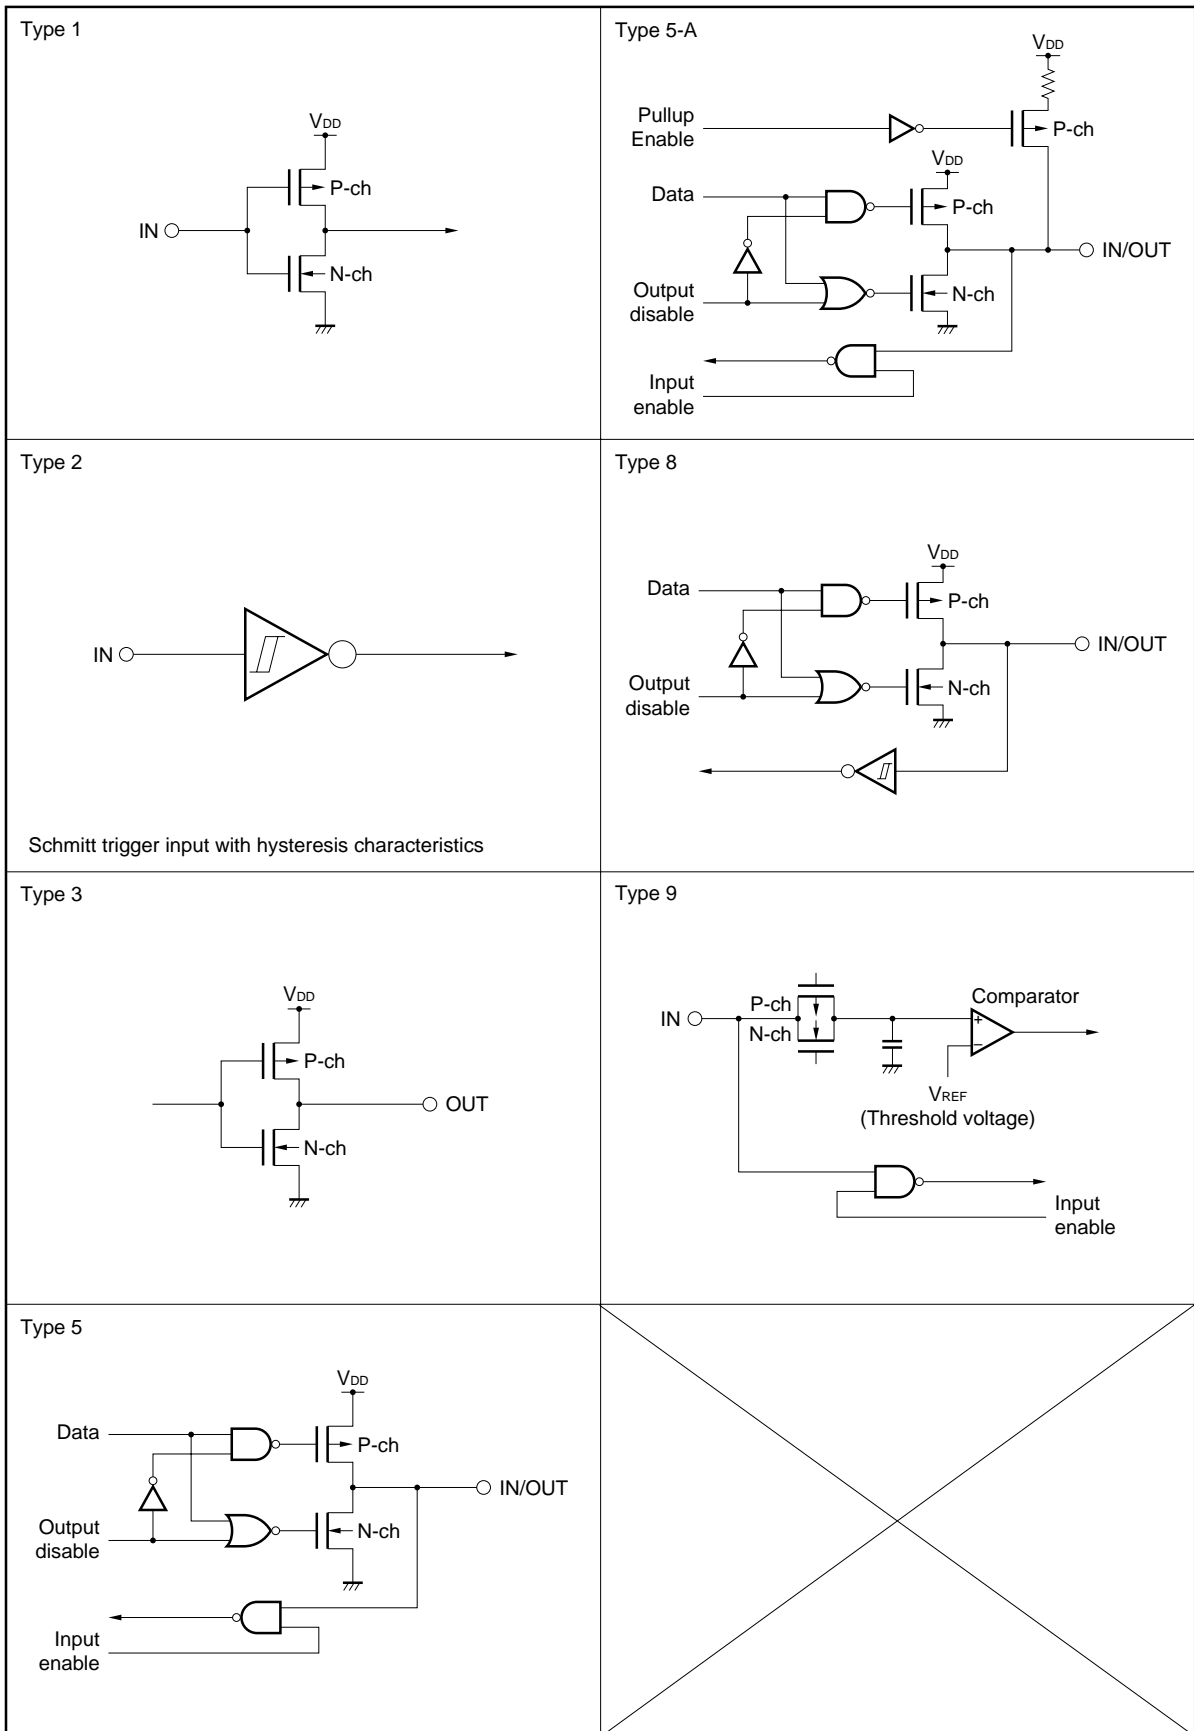 Type 1
VDD
P-ch
IN
N-ch
Type 5-A
VDD
Pullup
Enable
P-ch
VDD
Data
P-ch
IN/OUT
Output
disable
N-ch
Input
enable
Type 2
IN
Schmitt trigger input with hysteresis characteristics
Type 8
VDD
Data
P-ch
IN/OUT
Output
disable
N-ch
Type 3
VDD
P-ch
OUT
N-ch
Type 9
P-ch
IN
N-ch
Comparator
+
−
VREF
(Threshold voltage)
Input
enable
Type 5
VDD
Data
P-ch
IN/OUT
Output
disable
N-ch
Input
enable